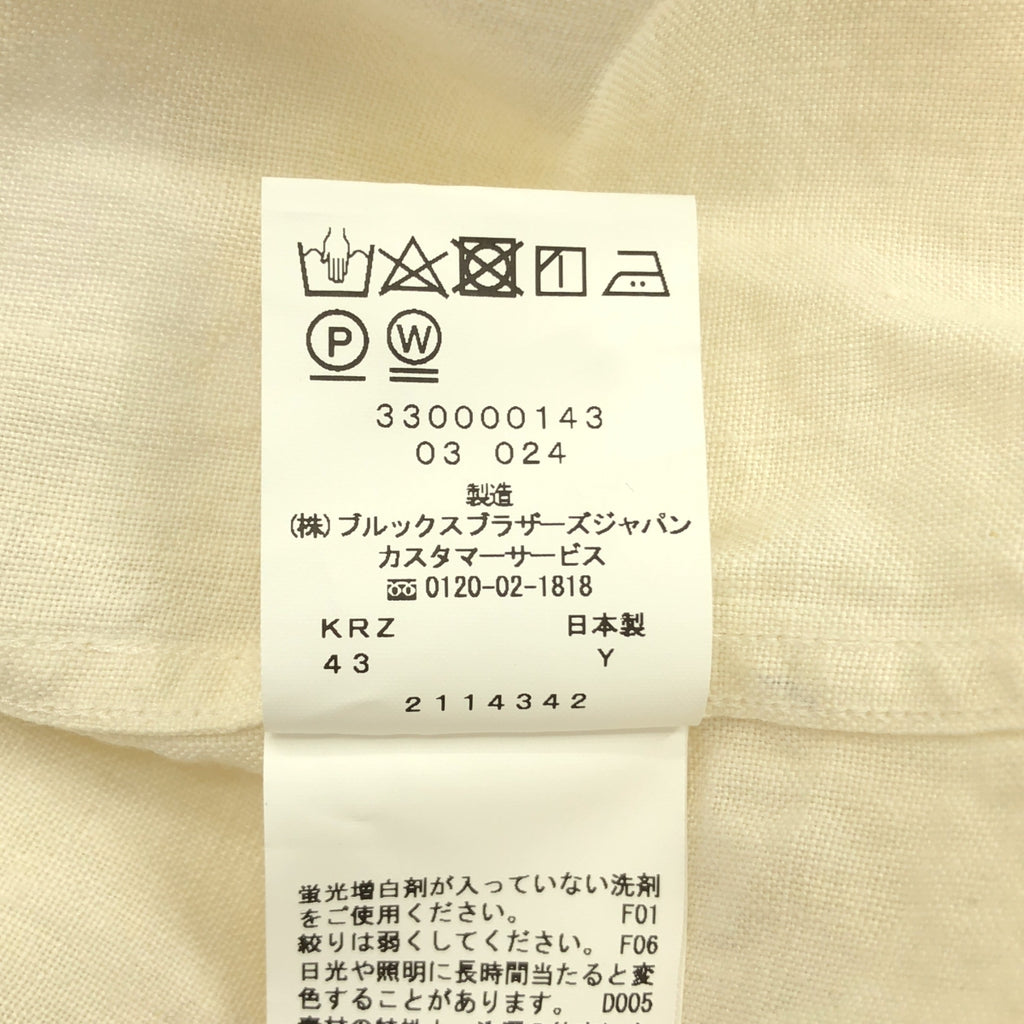 P W
330000143
03 024
製造
(株)ブルックスブラザーズジャパン
カスタマーサービス
0120-02-1818
KRZ 日本製
43 Y
2114342
蛍光増白剤が入っていない洗剤
をご使用ください。 F01
絞りは弱くしてください。 F06
日光や照明に長時間当たると変
色することがあります。 D005